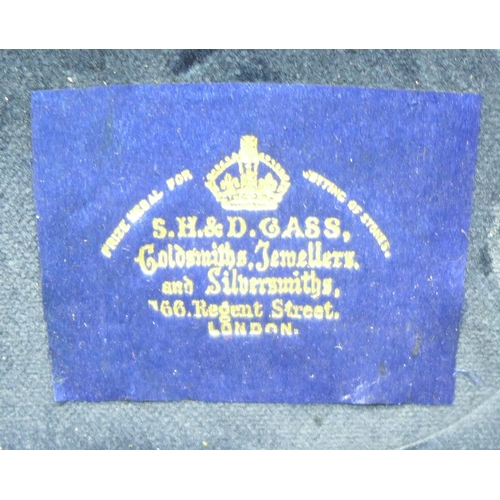 PRIZE MEDAL FOR SETTING OF STONES.
S.H.& D. GASS,
Goldsmiths, Jewellers,
and Silversmiths,
166. Regent Street.
LONDON.